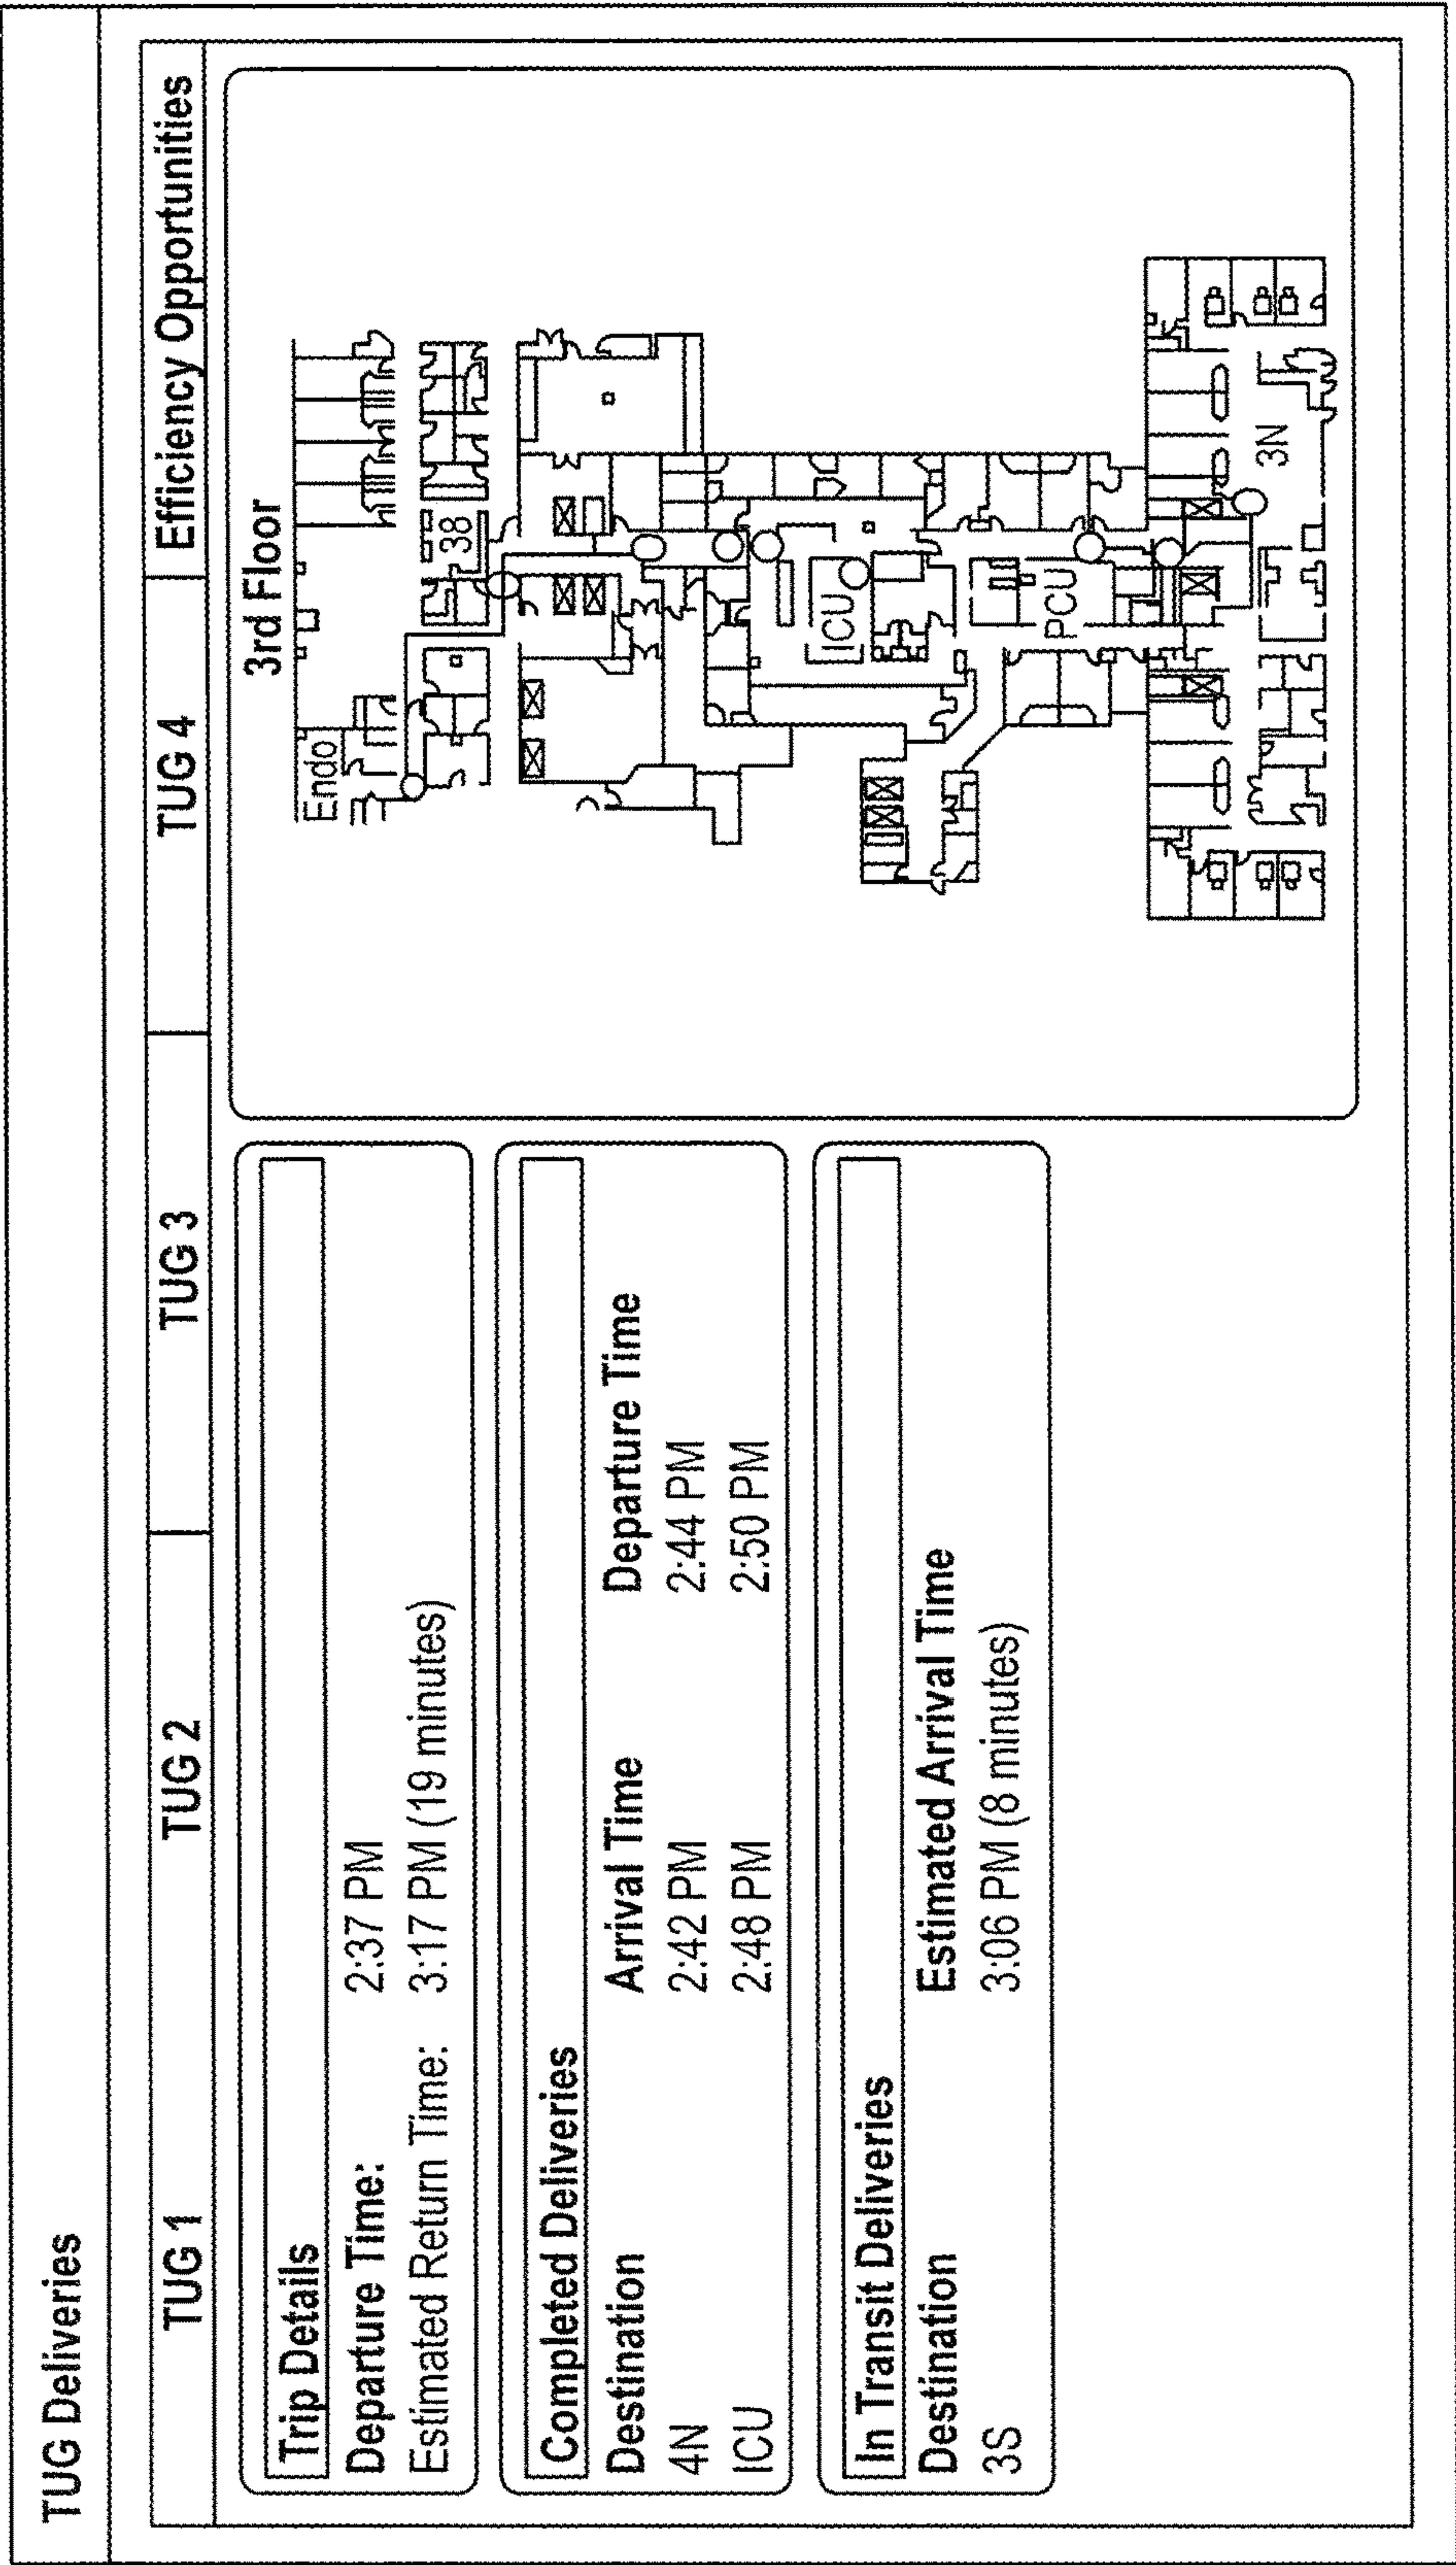 TUG Deliveries
TUG 1 TUG 2 TUG 3 TUG 4 Efficiency Opportunities
Trip Details
Departure Time: 2:37 PM
Estimated Return Time: 3:17 PM (19 minutes)
Completed Deliveries
Destination Arrival Time Departure Time
4N 2:42 PM 2:44 PM
ICU 2:48 PM 2:50 PM
In Transit Deliveries
Destination Estimated Arrival Time
3S 3:06 PM (8 minutes)
3rd Floor
Endo
38
ICU
PCU
3N